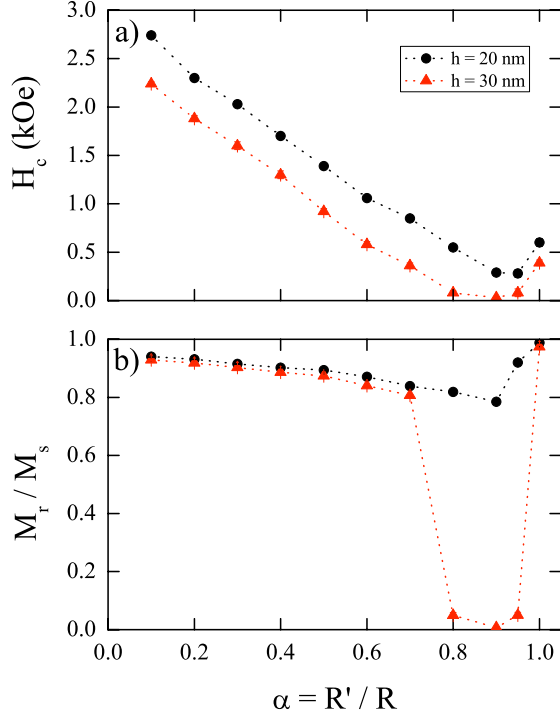 a)
h = 20 nm
h = 30 nm
H_c (kOe)
3.0
2.5
2.0
1.5
1.0
0.5
0.0
b)
M_r / M_s
1.0
0.8
0.6
0.4
0.2
0.0
0.0 0.2 0.4 0.6 0.8 1.0
α = R' / R